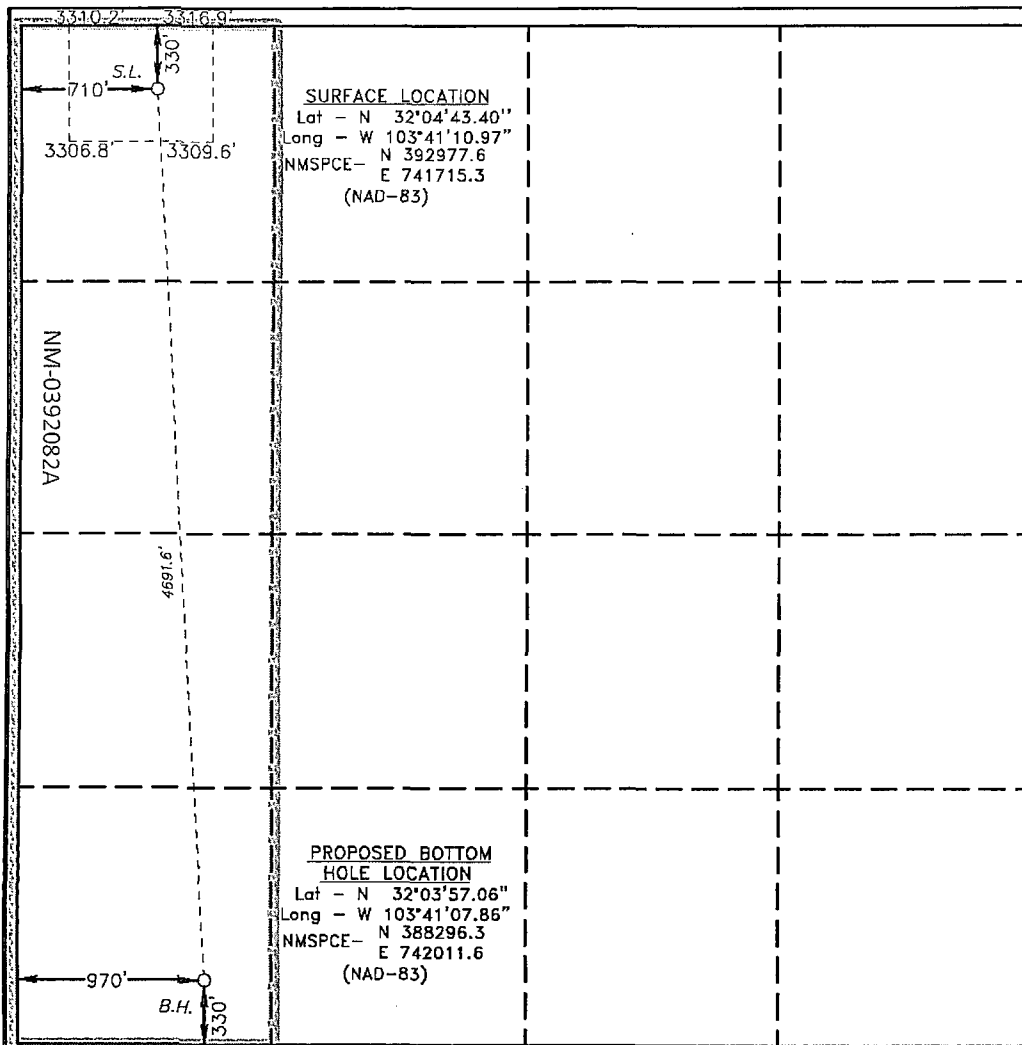 3310.2' 3316.9'
330'
S.L.
710'
3306.8' 3309.6'
SURFACE LOCATION
Lat - N 32°04'43.40"
Long - W 103°41'10.97"
NMSPCE- N 392977.6
E 741715.3
(NAD-83)
NM-0392082A
4691.6'
PROPOSED BOTTOM
HOLE LOCATION
Lat - N 32°03'57.06"
Long - W 103°41'07.86"
NMSPCE- N 388296.3
E 742011.6
(NAD-83)
970'
B.H.
330'